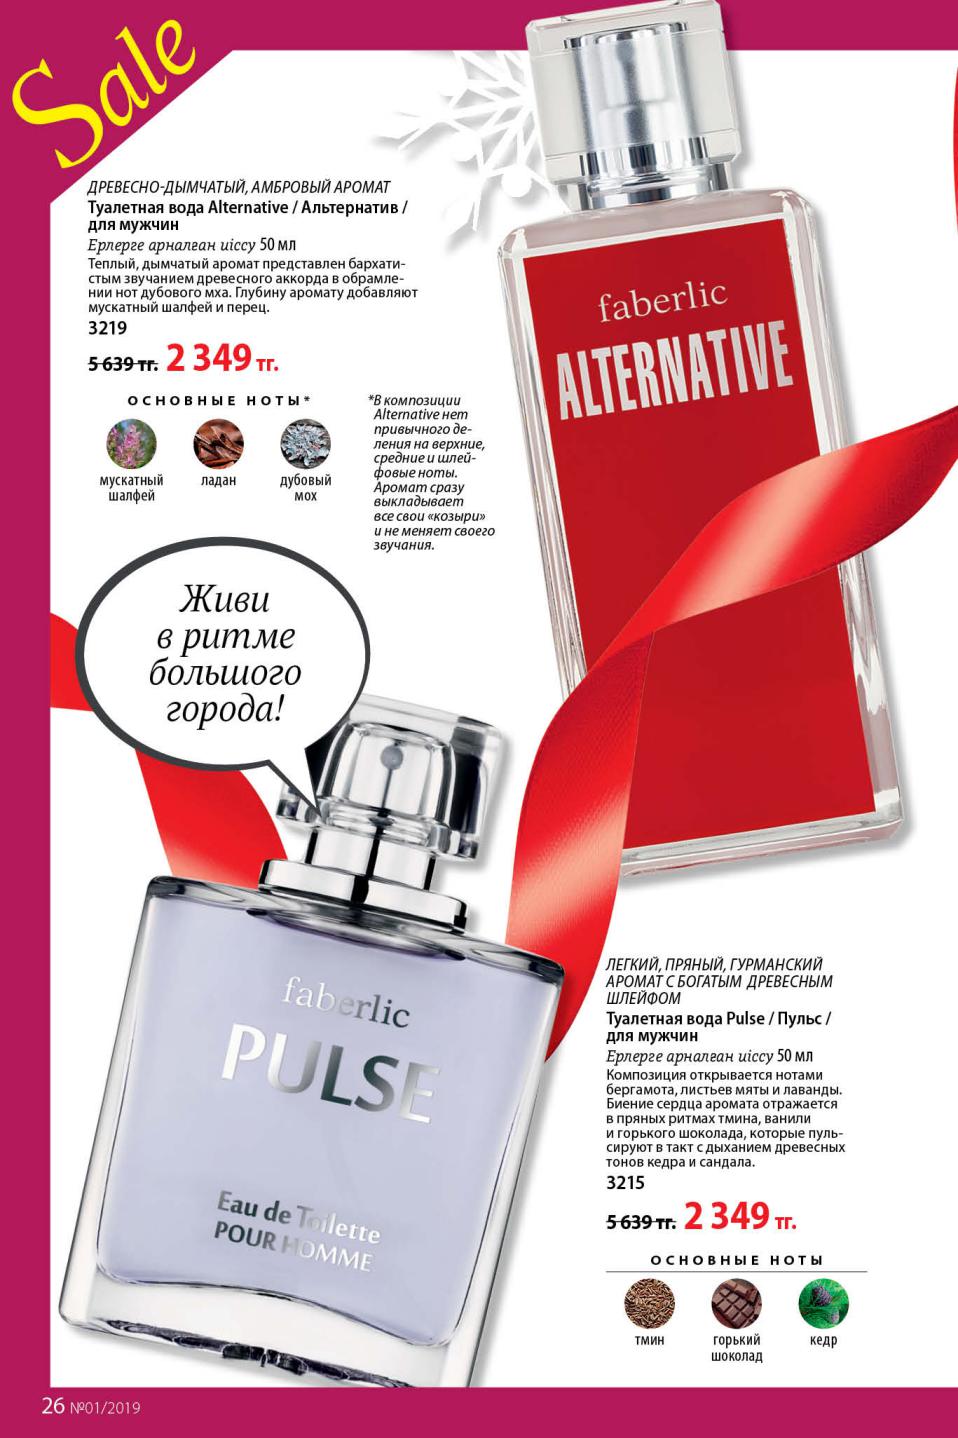 Sale
ДРЕВЕСНО-ДЫМЧАТЫЙ, АМБРОВЫЙ АРОМАТ
Туалетная вода Alternative / Альтернатив /
для мужчин
Ерлерге арналған иіссу 50 мл
Теплый, дымчатый аромат представлен бархати-
стым звучанием древесного аккорда в обрамле-
нии нот дубового мха. Глубину аромату добавляют
мускатный шалфей и перец.
3219
5 639 тг. 2 349 тг.
ОСНОВНЫЕ НОТЫ*
мускатный
шалфей
ладан
дубовый
мох
*В композиции
Alternative нет
привычного де-
ления на верхние,
средние и шлей-
фовые ноты.
Аромат сразу
выкладывает
все свои «козыри»
и не меняет своего
звучания.
faberlic
ALTERNATIVE
Живи
в ритме
большого
города!
faberlic
PULSE
Eau de Toilette
POUR HOMME
ЛЕГКИЙ, ПРЯНЫЙ, ГУРМАНСКИЙ
АРОМАТ С БОГАТЫМ ДРЕВЕСНЫМ
ШЛЕЙФОМ
Туалетная вода Pulse / Пульс /
для мужчин
Ерлерге арналған иіссу 50 мл
Композиция открывается нотами
бергамота, листьев мяты и лаванды.
Биение сердца аромата отражается
в пряных ритмах тмина, ванили
и горького шоколада, которые пуль-
сируют в такт с дыханием древесных
тонов кедра и сандала.
3215
5 639 тг. 2 349 тг.
ОСНОВНЫЕ НОТЫ
тмин
горький
шоколад
кедр
26 №01/2019